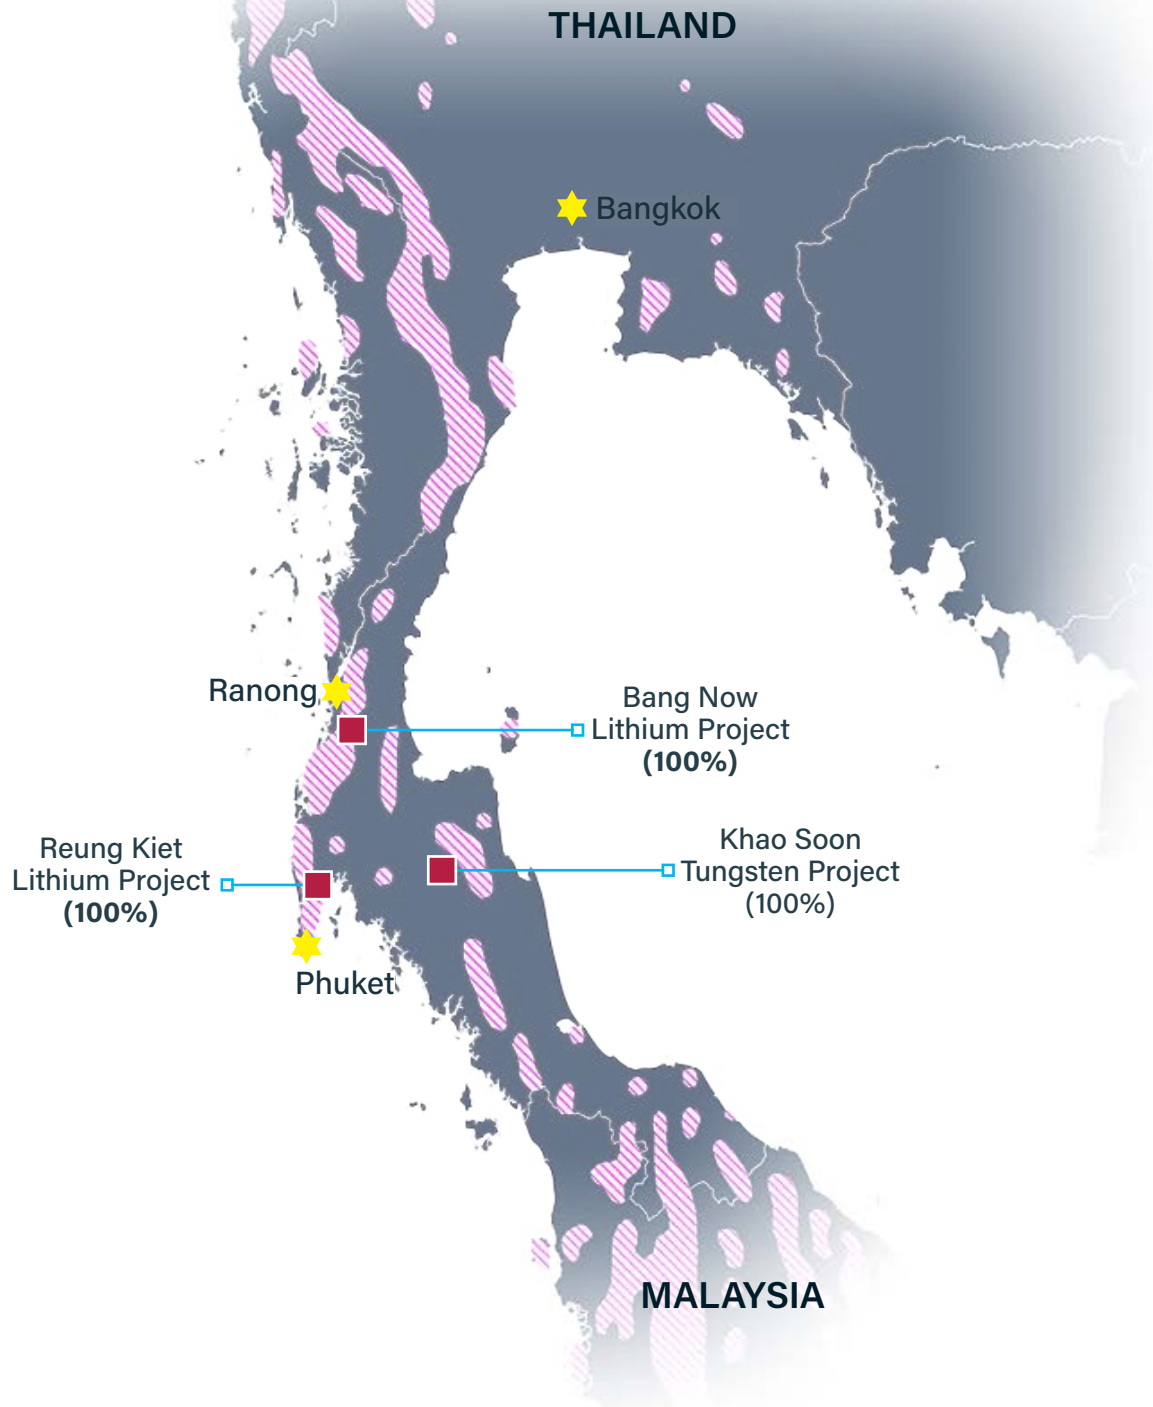 THAILAND
Bangkok
Ranong
Bang Now
Lithium Project
(100%)
Khao Soon
Tungsten Project
(100%)
Reung Kiet
Lithium Project
(100%)
Phuket
MALAYSIA